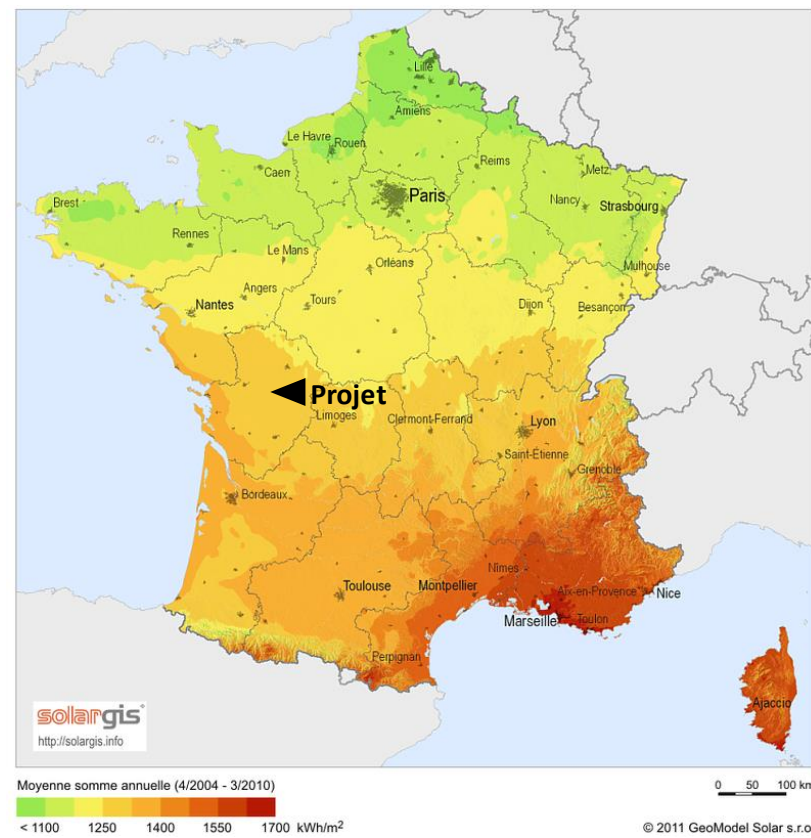 Lille
Amiens
Le Havre
Rouen
Caen
Reims
Metz
Paris
Nancy
Strasbourg
Brest
Rennes
Le Mans
Orléans
Mulhouse
Angers
Nantes
Tours
Dijon
Besançon
Projet
Limoges
Clermont-Ferrand
Lyon
Saint-Étienne
Grenoble
Bordeaux
Nîmes
Toulouse
Montpellier
Aix-en-Provence
Nice
Marseille
Toulon
Perpignan
Ajaccio
solargis
http://solargis.info
Moyenne somme annuelle (4/2004 - 3/2010)
0 50 100 km
< 1100 1250 1400 1550 1700 kWh/m²
© 2011 GeoModel Solar s.r.o